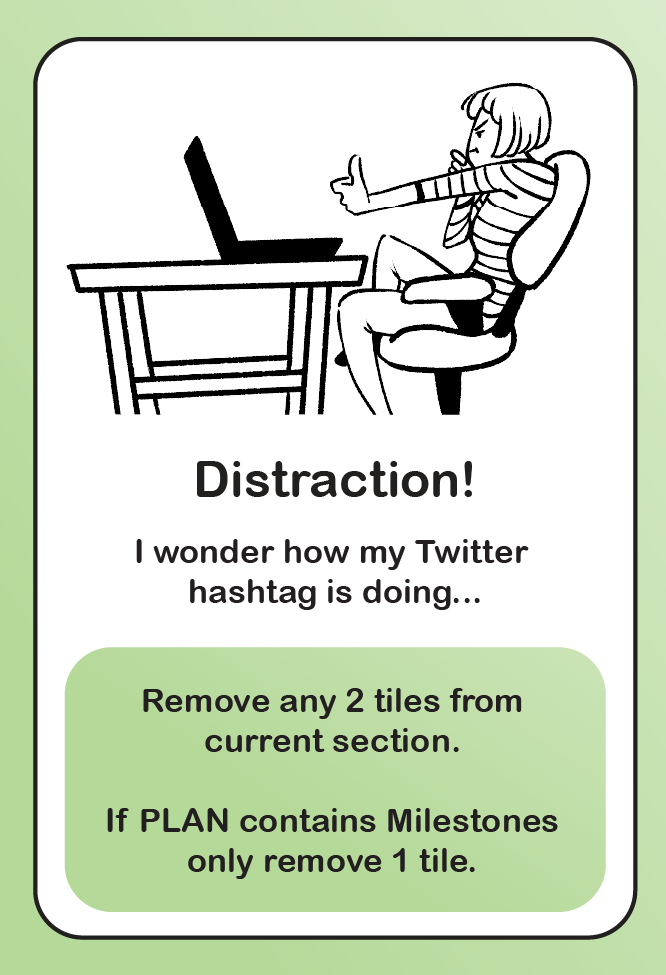 Distraction!
I wonder how my Twitter
hashtag is doing...
Remove any 2 tiles from
current section.
If PLAN contains Milestones
only remove 1 tile.